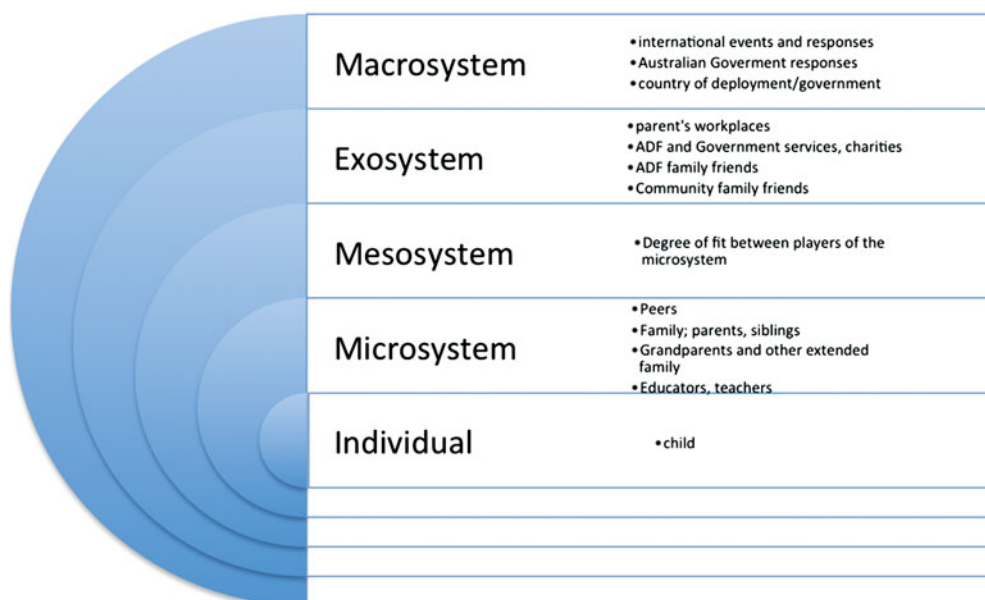 Macrosystem
•international events and responses
•Australian Goverment responses
•country of deployment/government
Exosystem
•parent's workplaces
•ADF and Government services, charities
•ADF family friends
•Community family friends
Mesosystem
•Degree of fit between players of the
microsystem
Microsystem
•Peers
•Family; parents, siblings
•Grandparents and other extended
family
•Educators, teachers
Individual
•child